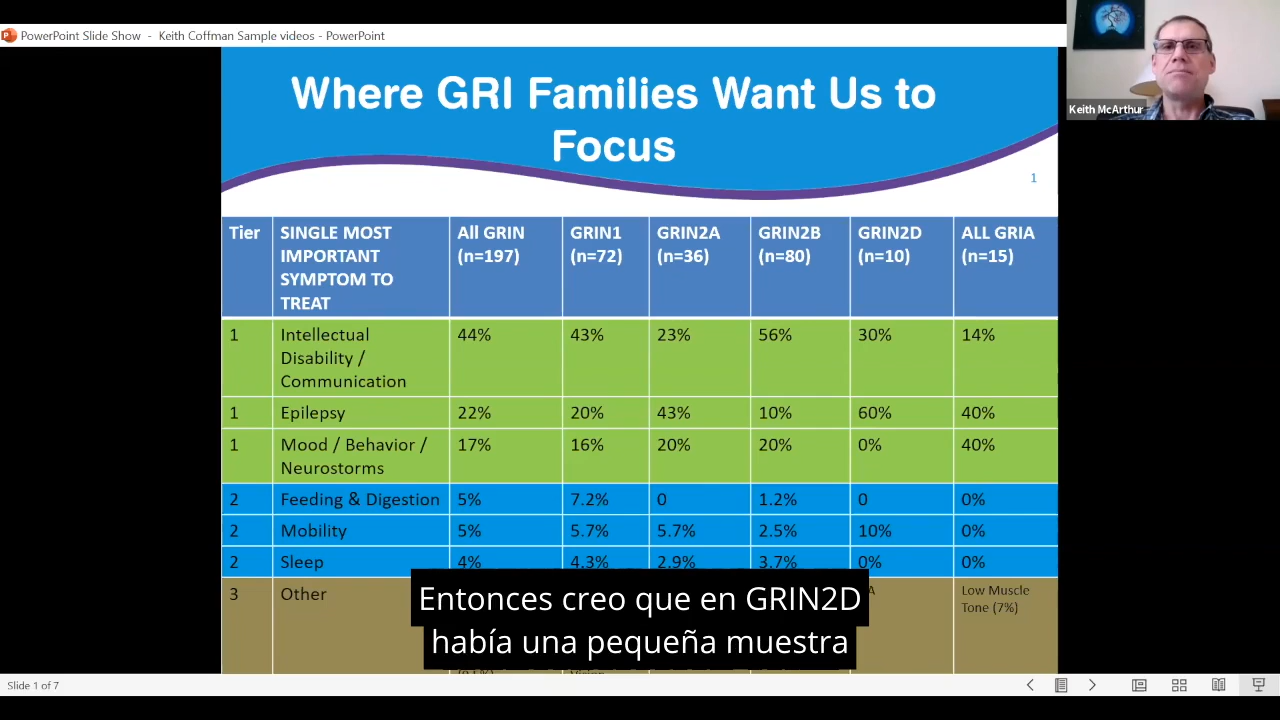 PowerPoint Slide Show - Keith Coffman Sample videos - PowerPoint
Keith McArthur
Where GRI Families Want Us to
Focus
1
Tier SINGLE MOST IMPORTANT SYMPTOM TO TREAT All GRIN (n=197) GRIN1 (n=72) GRIN2A (n=36) GRIN2B (n=80) GRIN2D (n=10) ALL GRIA (n=15)
1 Intellectual Disability / Communication 44% 43% 23% 56% 30% 14%
1 Epilepsy 22% 20% 43% 10% 60% 40%
1 Mood / Behavior / Neurostorms 17% 16% 20% 20% 0% 40%
2 Feeding & Digestion 5% 7.2% 0 1.2% 0 0%
2 Mobility 5% 5.7% 5.7% 2.5% 10% 0%
2 Sleep 4% 4.3% 2.9% 3.7% 0% 0%
3 Other Low Muscle Tone (7%)
Entonces creo que en GRIN2D
había una pequeña muestra
Slide 1 of 7